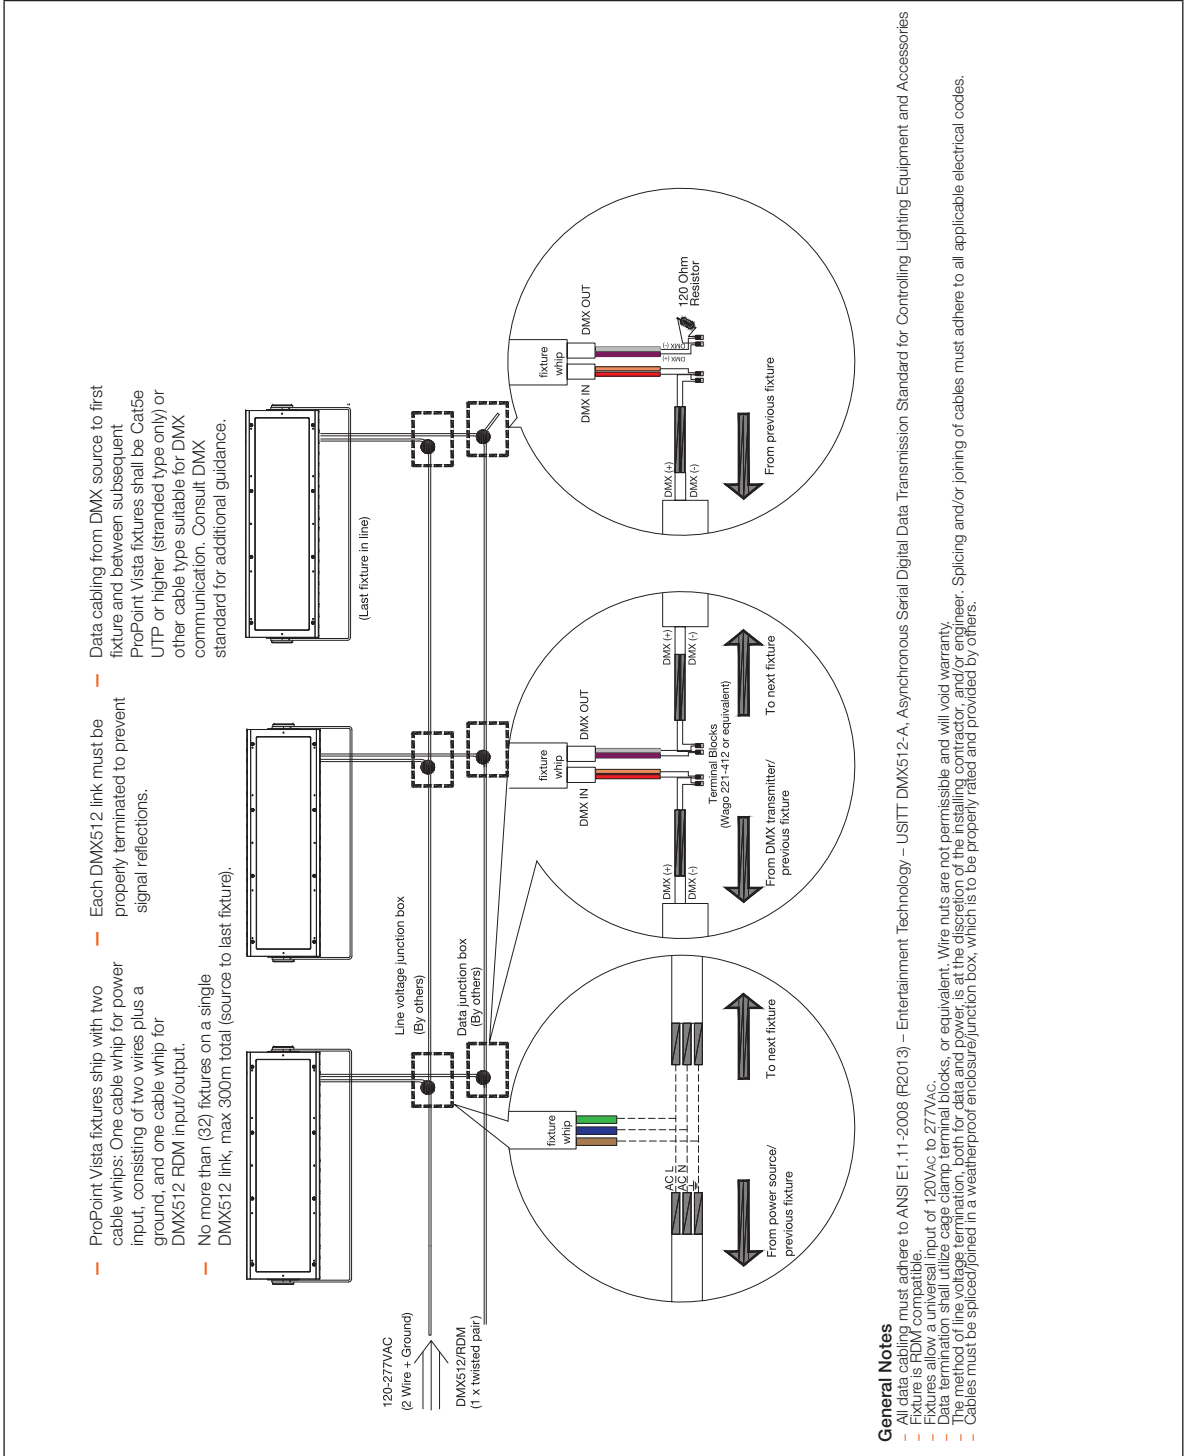 – ProPoint Vista fixtures ship with two
cable whips: One cable whip for power
input, consisting of two wires plus a
ground, and one cable whip for
DMX512 RDM input/output.
– No more than (32) fixtures on a single
DMX512 link, max 300m total (source to last fixture).
– Each DMX512 link must be
properly terminated to prevent
signal reflections.
– Data cabling from DMX source to first
fixture and between subsequent
ProPoint Vista fixtures shall be Cat5e
UTP or higher (stranded type only) or
other cable type suitable for DMX
communication. Consult DMX
standard for additional guidance.
(Last fixture in line)
120-277VAC
(2 Wire + Ground)
DMX512/RDM
(1 x twisted pair)
Line voltage junction box
(By others)
Data junction box
(By others)
fixture
whip
AC L
AC N
From power source/
previous fixture
To next fixture
fixture
whip
DMX IN
DMX OUT
DMX (+)
DMX (-)
DMX (+)
DMX (-)
Terminal Blocks
(Wago 221-412 or equivalent)
From DMX transmitter/
previous fixture
To next fixture
fixture
whip
DMX IN
DMX OUT
DMX (+)
DMX (-)
DMX (+)
DMX (-)
120 Ohm
Resistor
From previous fixture
General Notes
– All data cabling must adhere to ANSI E1.11-2008 (R2013) – Entertainment Technology – USITT DMX512-A, Asynchronous Serial Digital Data Transmission Standard for Controlling Lighting Equipment and Accessories
– Fixture is RDM compatible.
– Fixtures allow a universal input of 120VAC to 277VAC.
– Data termination shall utilize cage clamp terminal blocks, or equivalent. Wire nuts are not permissible and will void warranty.
– The method of line voltage termination, both for data and power, is at the discretion of the installing contractor, and/or engineer. Splicing and/or joining of cables must adhere to all applicable electrical codes.
– Cables must be spliced/joined in a weatherproof enclosure/junction box, which is to be properly rated and provided by others.